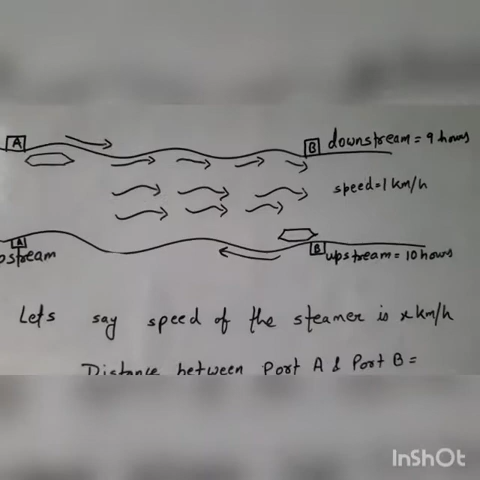 A
B downstream = 9 hours
speed=1 km/h
A
B upstream = 10 hours
Lets say speed of the steamer is x km/h
Distance between Port A & Port B =
InShOt